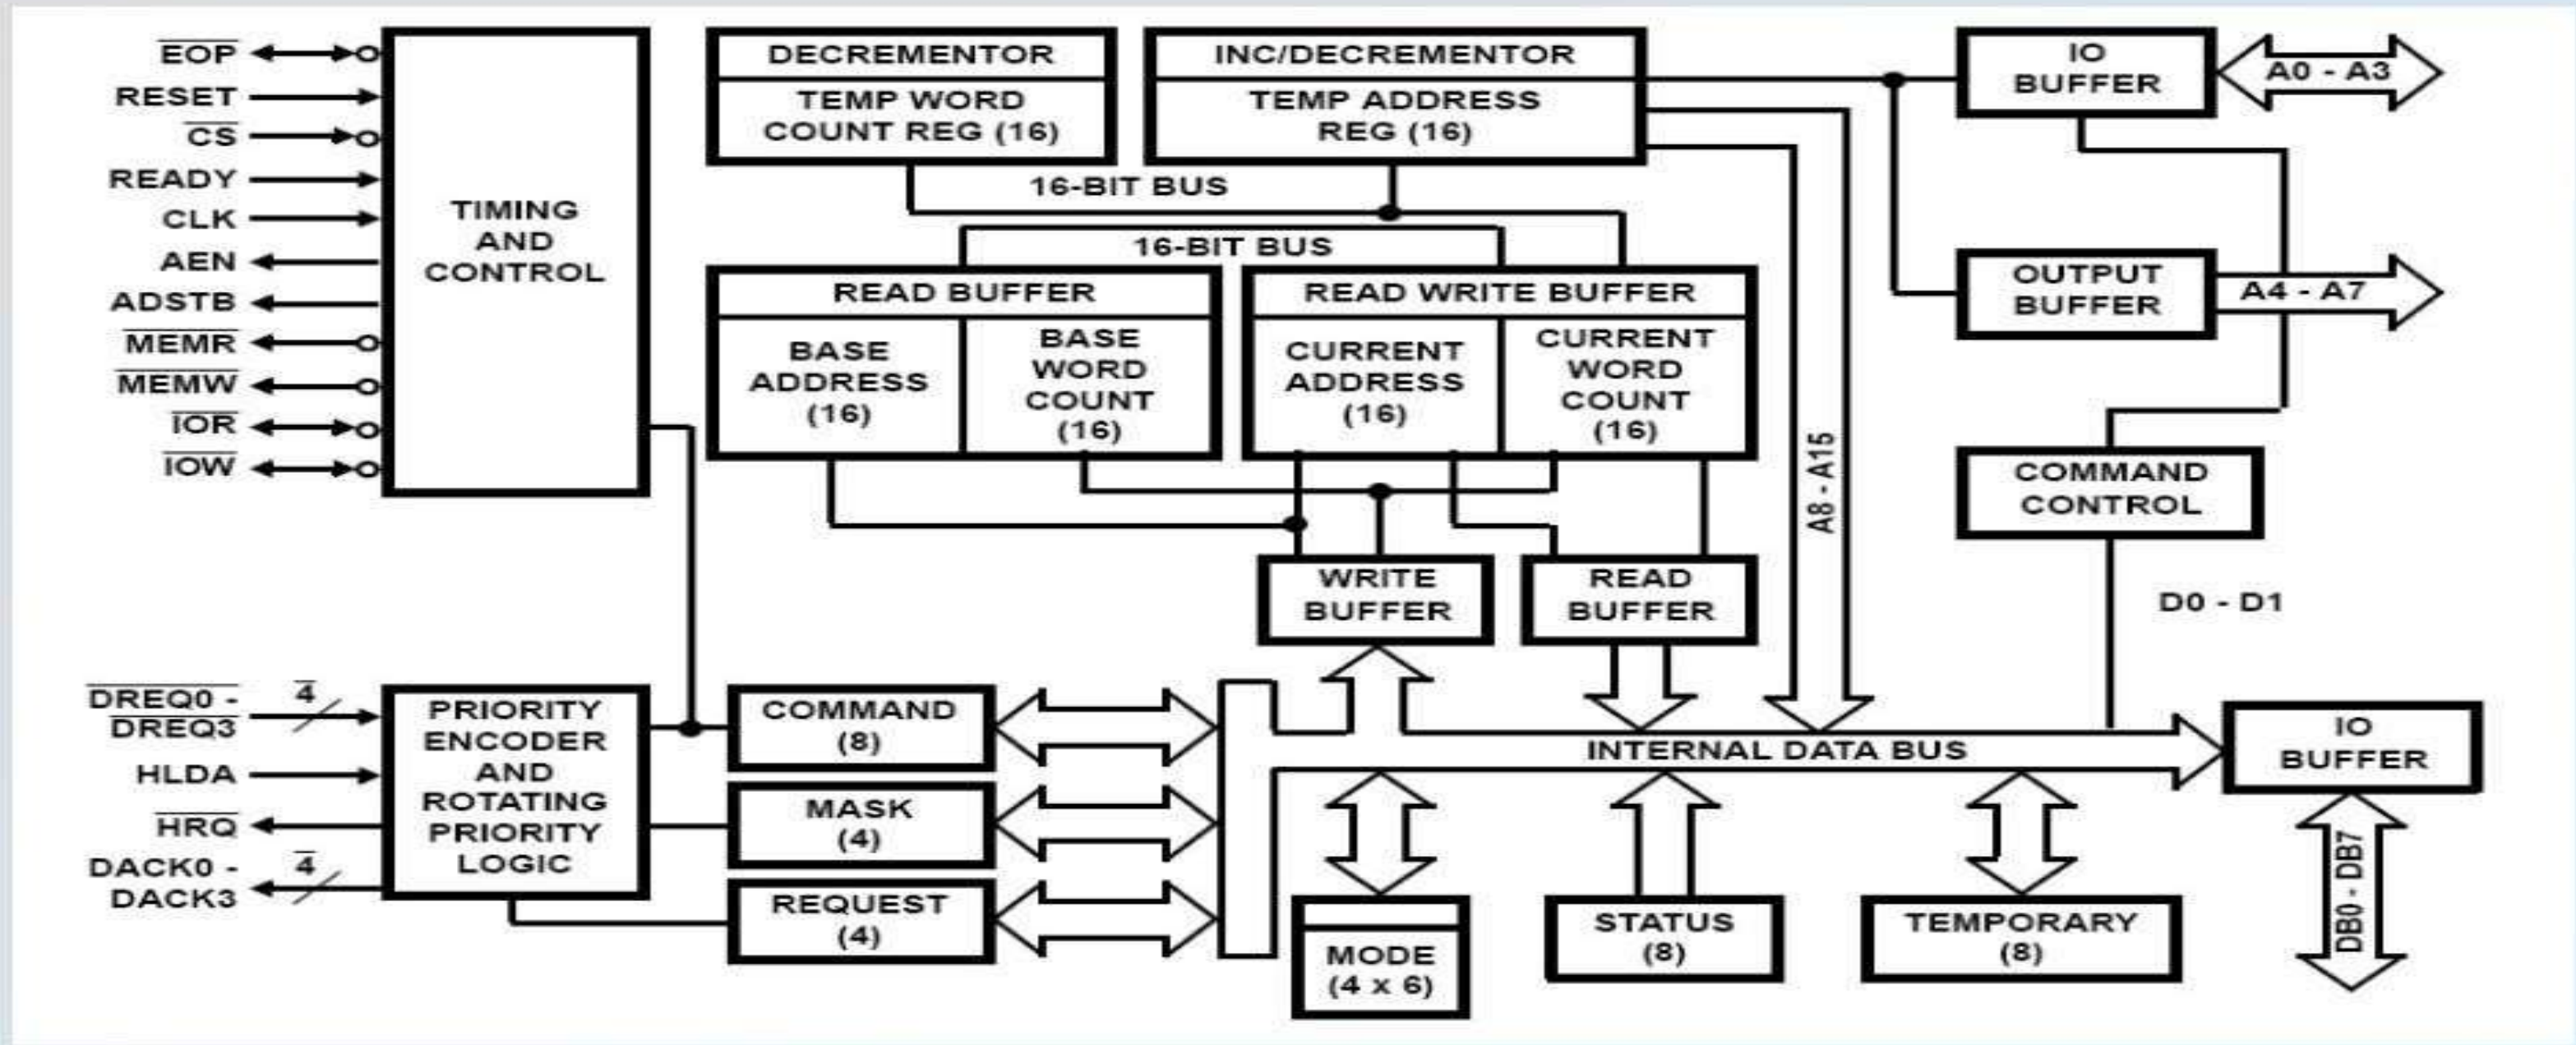 EOP
RESET
CS
READY
CLK
AEN
ADSTB
MEMR
MEMW
IOR
IOW
TIMING
AND
CONTROL
DECREMENTOR
TEMP WORD
COUNT REG (16)
INC/DECREMENTOR
TEMP ADDRESS
REG (16)
16-BIT BUS
16-BIT BUS
READ BUFFER
BASE
ADDRESS
(16)
BASE
WORD
COUNT
(16)
READ WRITE BUFFER
CURRENT
ADDRESS
(16)
CURRENT
WORD
COUNT
(16)
WRITE
BUFFER
READ
BUFFER
A8 - A15
IO
BUFFER
A0 - A3
OUTPUT
BUFFER
A4 - A7
COMMAND
CONTROL
D0 - D1
DREQ0 -
DREQ3
4
HLDA
HRQ
DACK0 -
DACK3
4
PRIORITY
ENCODER
AND
ROTATING
PRIORITY
LOGIC
COMMAND
(8)
MASK
(4)
REQUEST
(4)
INTERNAL DATA BUS
IO
BUFFER
DB0 - DB7
MODE
(4 x 6)
STATUS
(8)
TEMPORARY
(8)